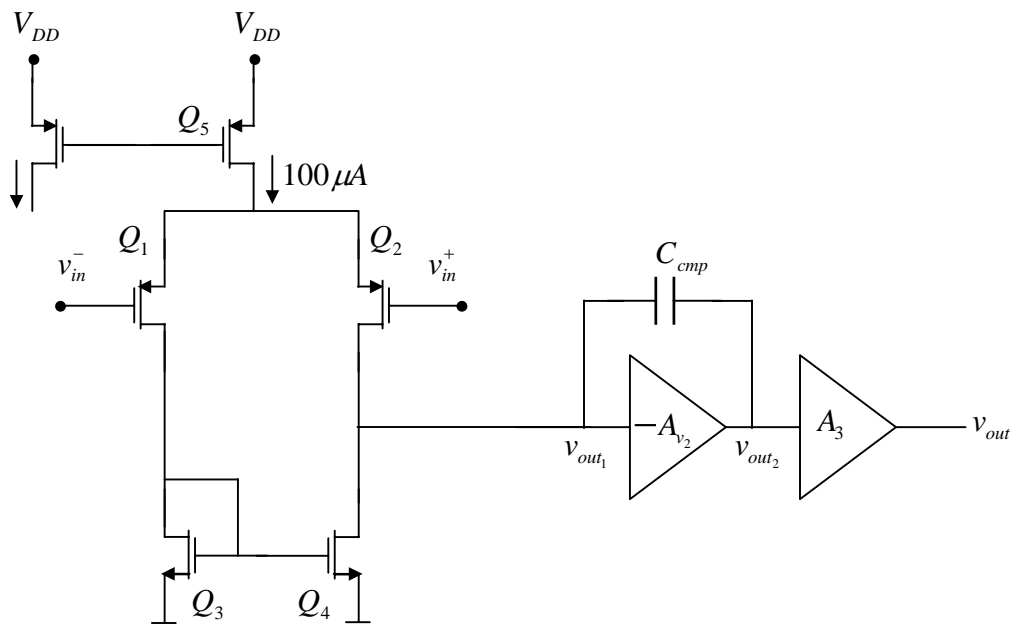 V_DD V_DD
Q_5
100 μA
Q_1 Q_2
v_in^- v_in^+
C_cmp
-A_v_2 A_3 v_out
v_out_1 v_out_2
Q_3 Q_4